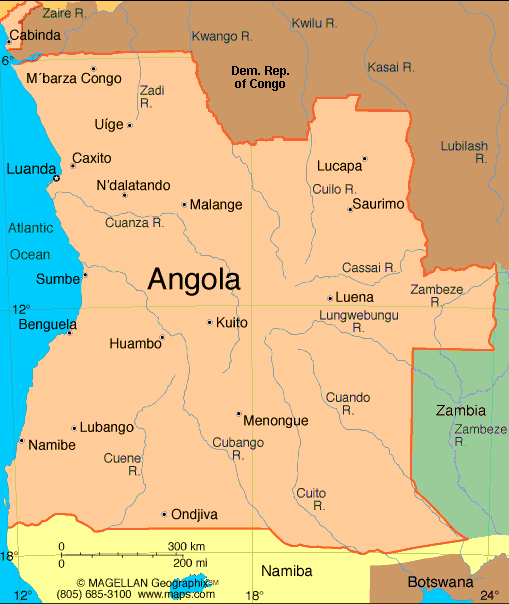 Zaire R.
Cabinda
Kwilu R.
Kwango R.
6°
Kasai R.
Dem. Rep.
of Congo
M´barza Congo
Zadi
R.
Uíge
Lubilash
R.
Caxito
Luanda
Lucapa
N'dalatando
Cuilo R.
Malange
Saurimo
Cuanza R.
Atlantic
Ocean
Cassai R.
Sumbe
Angola
Zambeze
R.
Luena
12°
Lungwebungu
R.
Benguela
Kuito
Huambo
Cuando
R.
Zambia
Menongue
Lubango
Zambeze
R.
Namibe
Cubango
R.
Cuene
R.
Cuito
R.
Ondjiva
18°
0 300 km
0 200 mi
Namiba
Botswana
© MAGELLAN Geographix℠
(805) 685-3100 www.maps.com
12°
18°
24°